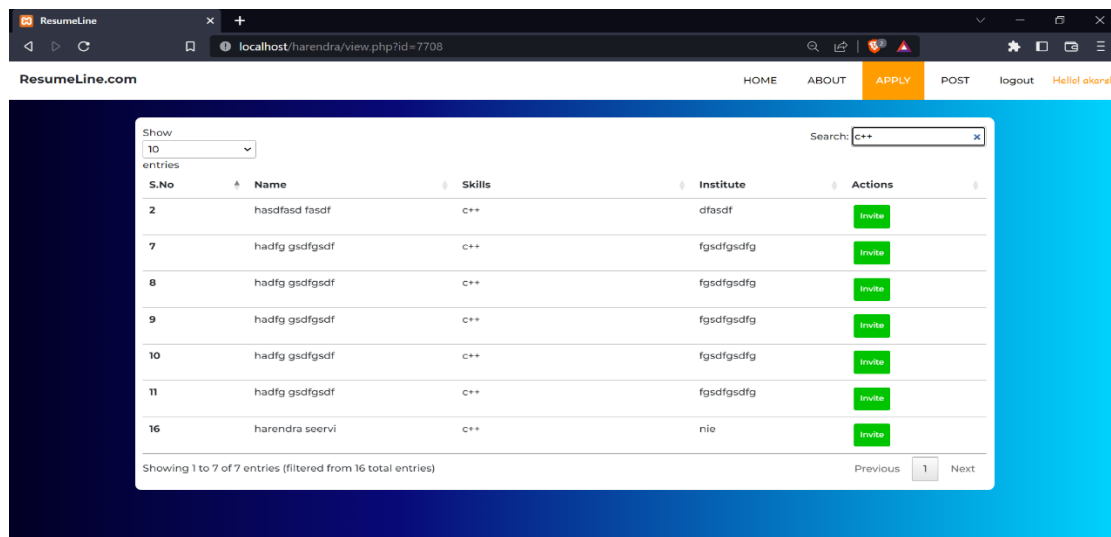 ResumeLine
localhost/harendra/view.php?id=7708
ResumeLine.com HOME ABOUT APPLY POST logout Hello! akars
Show
10
entries
Search: c++
S.No Name Skills Institute Actions
2 hasdfasd fasdf c++ dfasdf Invite
7 hadfg gsdfgsdf c++ fgsdfgsdfg Invite
8 hadfg gsdfgsdf c++ fgsdfgsdfg Invite
9 hadfg gsdfgsdf c++ fgsdfgsdfg Invite
10 hadfg gsdfgsdf c++ fgsdfgsdfg Invite
11 hadfg gsdfgsdf c++ fgsdfgsdfg Invite
16 harendra seervi c++ nie Invite
Showing 1 to 7 of 7 entries (filtered from 16 total entries) Previous 1 Next